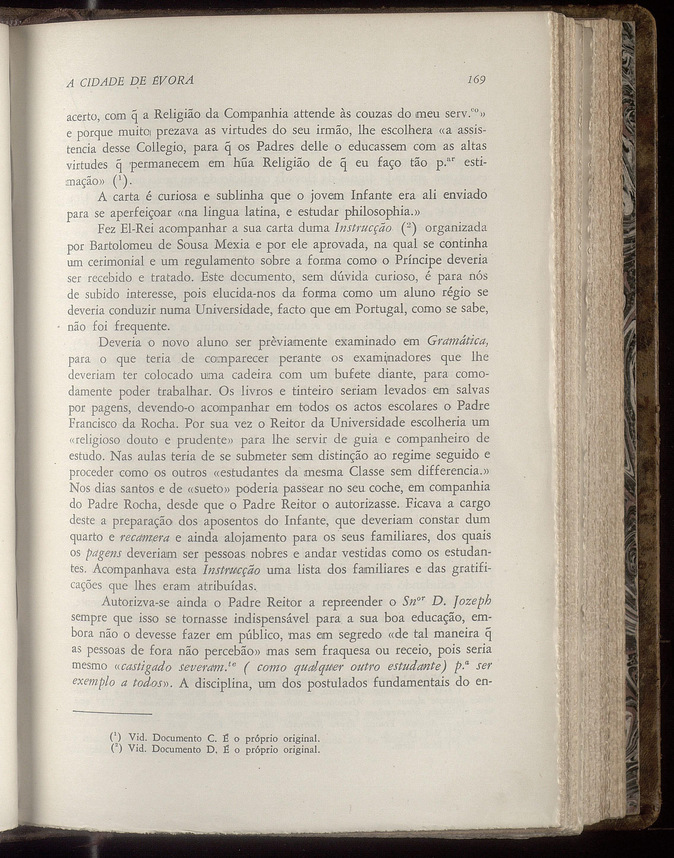 A CIDADE DE ÉVORA 169
acerto, com q̃ a Religião da Companhia attende às couzas do meu serv.ᶜᵒ»
e porque muito prezava as virtudes do seu irmão, lhe escolhera «a assis-
tencia desse Collegio, para q̃ os Padres delle o educassem com as altas
virtudes q̃ permanecem em hũa Religião de q̃ eu faço tão p.ᵃʳ esti-
mação» (¹).
A carta é curiosa e sublinha que o jovem Infante era ali enviado
para se aperfeiçoar «na lingua latina, e estudar philosophia.»
Fez El-Rei acompanhar a sua carta duma Instrucção (²) organizada
por Bartolomeu de Sousa Mexia e por ele aprovada, na qual se continha
um cerimonial e um regulamento sobre a forma como o Príncipe deveria
ser recebido e tratado. Este documento, sem dúvida curioso, é para nós
de subido interesse, pois elucida-nos da forma como um aluno régio se
deveria conduzir numa Universidade, facto que em Portugal, como se sabe,
não foi frequente.
Deveria o novo aluno ser prèviamente examinado em Gramática,
para o que teria de comparecer perante os examinadores que lhe
deveriam ter colocado uma cadeira com um bufete diante, para como-
damente poder trabalhar. Os livros e tinteiro seriam levados em salvas
por pagens, devendo-o acompanhar em todos os actos escolares o Padre
Francisco da Rocha. Por sua vez o Reitor da Universidade escolheria um
«religioso douto e prudente» para lhe servir de guia e companheiro de
estudo. Nas aulas teria de se submeter sem distinção ao regime seguido e
proceder como os outros «estudantes da mesma Classe sem differencia.»
Nos dias santos e de «sueto» poderia passear no seu coche, em companhia
do Padre Rocha, desde que o Padre Reitor o autorizasse. Ficava a cargo
deste a preparação dos aposentos do Infante, que deveriam constar dum
quarto e recamera e ainda alojamento para os seus familiares, dos quais
os pagens deveriam ser pessoas nobres e andar vestidas como os estudan-
tes. Acompanhava esta Instrucção uma lista dos familiares e das gratifi-
cações que lhes eram atribuídas.
Autorizva-se ainda o Padre Reitor a repreender o Snᵒʳ D. Jozeph
sempre que isso se tornasse indispensável para a sua boa educação, em-
bora não o devesse fazer em público, mas em segredo «de tal maneira q̃
as pessoas de fora não percebão» mas sem fraquesa ou receio, pois seria
mesmo «castigado severam.ᵗᵉ ( como qualquer outro estudante) p.ᵃ ser
exemplo a todos». A disciplina, um dos postulados fundamentais do en-
(¹) Vid. Documento C. É o próprio original.
(²) Vid. Documento D. É o próprio original.